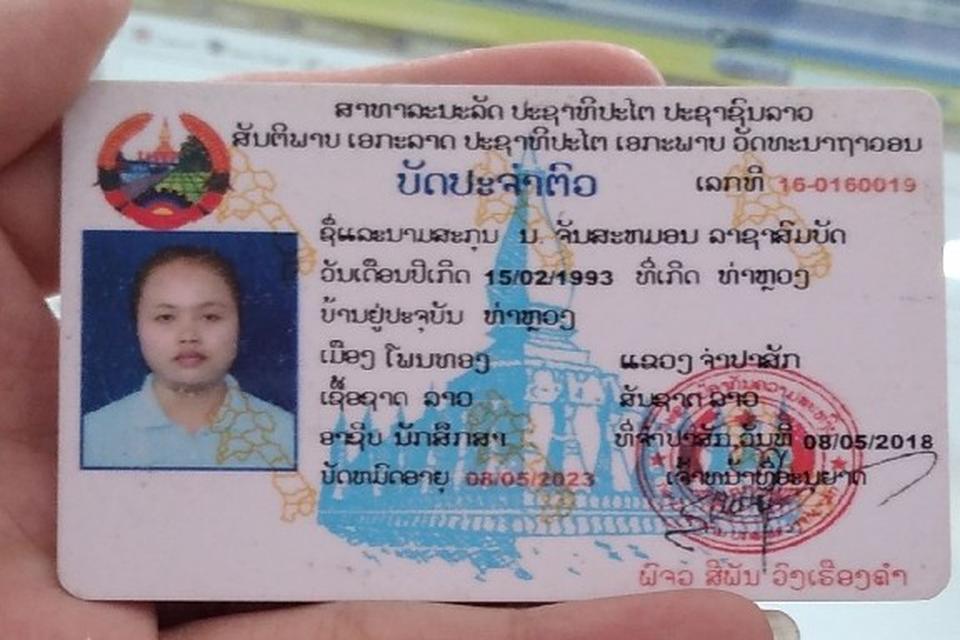 ສາທາລະນະລັດ ປະຊາທິປະໄຕ ປະຊາຊົນລາວ
ສັນຕິພາບ ເອກະລາດ ປະຊາທິປະໄຕ ເອກະພາບ ວັດທະນາຖາວອນ
ບັດປະຈຳຕົວ ເລກທີ 16-0160019
ຊື່ແລະນາມສະກຸນ ນ. ຈັນສະຫມອນ ລາຊາສົມບັດ
ວັນເດືອນປີເກີດ 15/02/1993 ທີ່ເກີດ ທ່າຫຼວງ
ບ້ານຢູ່ປະຈຸບັນ ທ່າຫຼວງ
ເມືອງ ໂພນທອງ ແຂວງ ຈຳປາສັກ
ເຊື້ອຊາດ ລາວ ສັນຊາດ ລາວ
ອາຊີບ ນັກສຶກສາ ທີ່ຈຳປາສັກ ວັນທີ 08/05/2018
ບັດຫມົດອາຍຸ 08/05/2023 ເຈົ້າຫນ້າທີ່ອະນຸຍາດ
ພົຈວ ສີພັນ ວົງເຮືອງຄຳ